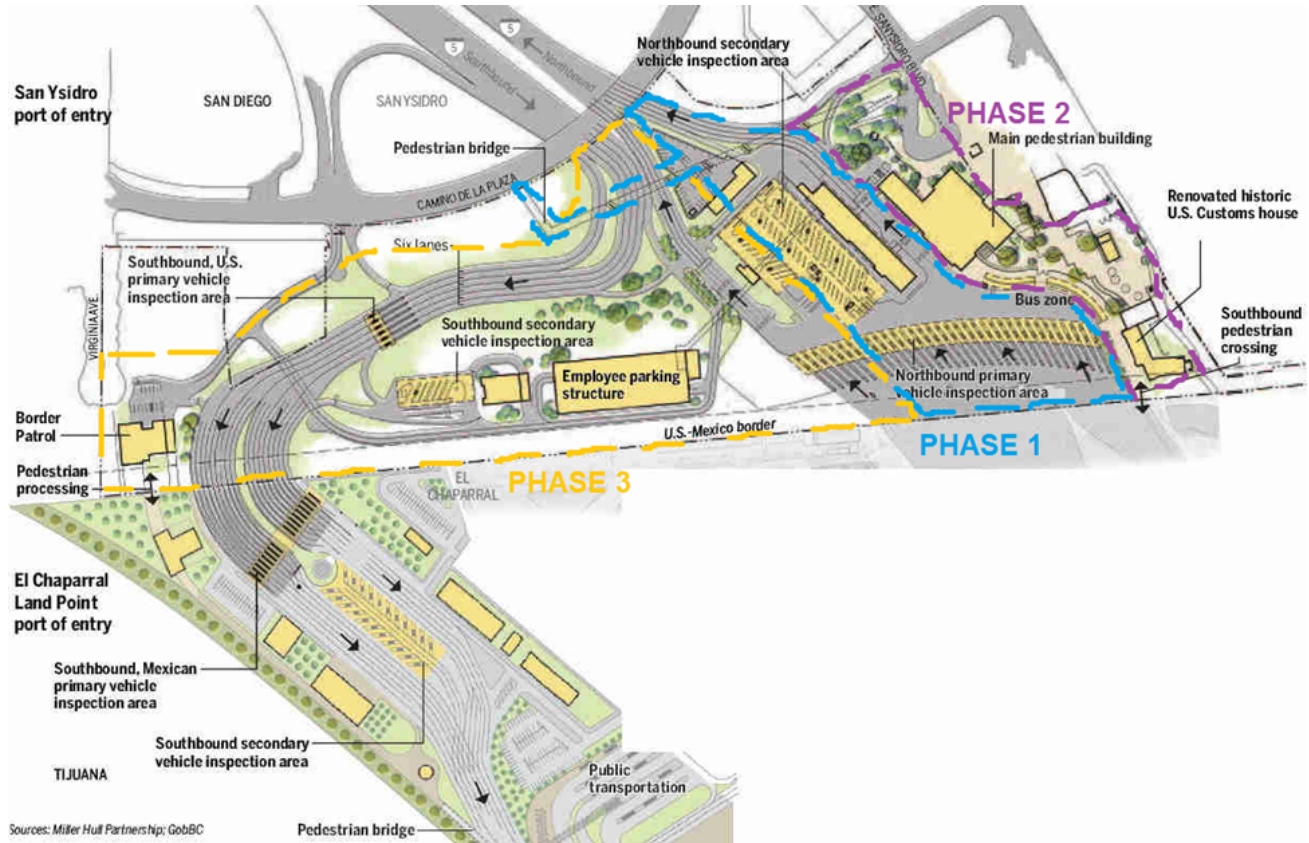 San Ysidro
port of entry
SAN DIEGO
SAN YSIDRO
5
Southbound
5
Northbound
Northbound secondary
vehicle inspection area
E. SAN YSIDRO BLVD.
PHASE 2
Main pedestrian building
Pedestrian bridge
CAMINO DE LA PLAZA
Renovated historic
U.S. Customs house
Six lanes
Southbound, U.S.
primary vehicle
inspection area
VIRGINIA AVE.
Bus zone
Southbound
pedestrian
crossing
Southbound secondary
vehicle inspection area
Employee parking
structure
Northbound primary
vehicle inspection area
Border
Patrol
U.S.-Mexico border
PHASE 1
Pedestrian
processing
EL
CHAPARRAL
PHASE 3
El Chaparral
Land Point
port of entry
Southbound, Mexican
primary vehicle
inspection area
Southbound secondary
vehicle inspection area
TIJUANA
Public
transportation
Sources: Miller Hull Partnership; GobBC
Pedestrian bridge